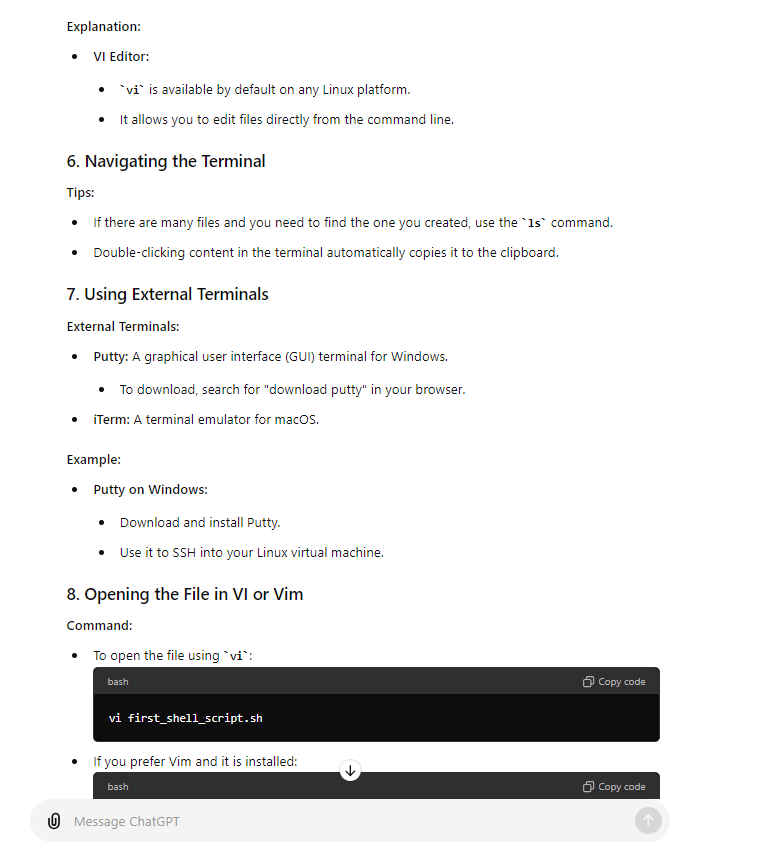 Explanation:
• VI Editor:
• `vi` is available by default on any Linux platform.
• It allows you to edit files directly from the command line.
6. Navigating the Terminal
Tips:
• If there are many files and you need to find the one you created, use the `ls` command.
• Double-clicking content in the terminal automatically copies it to the clipboard.
7. Using External Terminals
External Terminals:
• Putty: A graphical user interface (GUI) terminal for Windows.
• To download, search for "download putty" in your browser.
• iTerm: A terminal emulator for macOS.
Example:
• Putty on Windows:
• Download and install Putty.
• Use it to SSH into your Linux virtual machine.
8. Opening the File in VI or Vim
Command:
• To open the file using `vi`:
bash Copy code
vi first_shell_script.sh
• If you prefer Vim and it is installed:
bash Copy code
Message ChatGPT